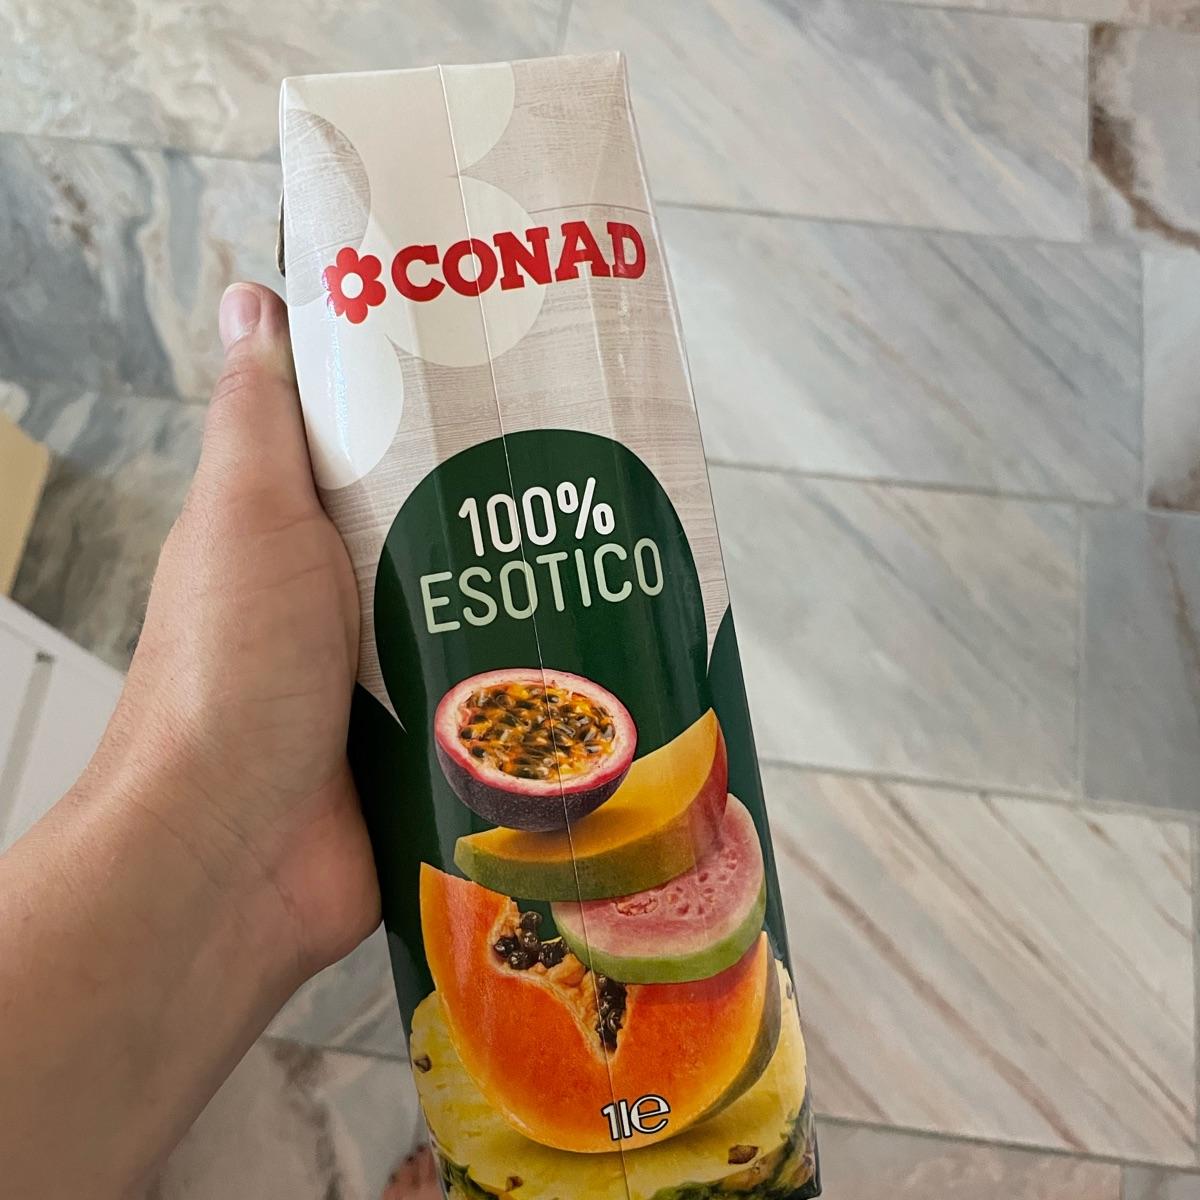 CONAD
100%
ESOTICO
1l e